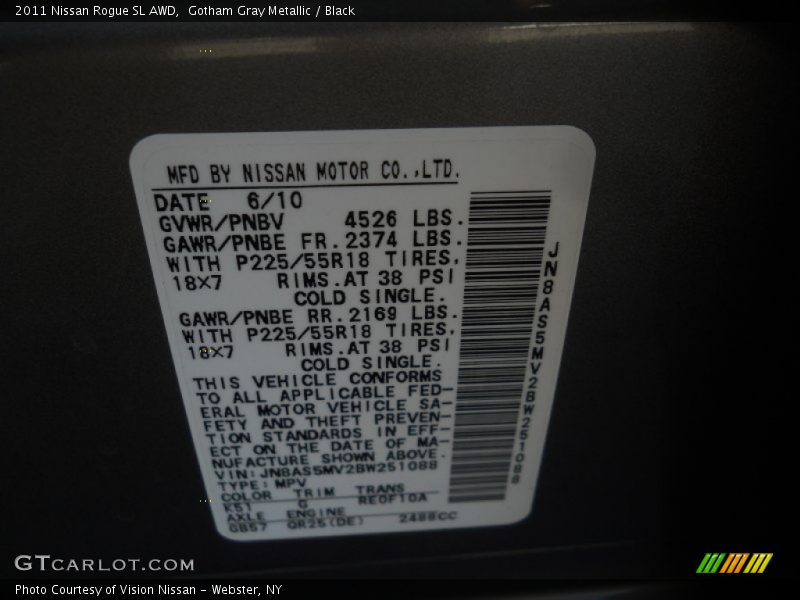 2011 Nissan Rogue SL AWD, Gotham Gray Metallic / Black
MFD BY NISSAN MOTOR CO.,LTD.
DATE 6/10
GVWR/PNBV 4526 LBS.
GAWR/PNBE FR. 2374 LBS.
WITH P225/55R18 TIRES,
18X7 RIMS.AT 38 PSI
COLD SINGLE.
GAWR/PNBE RR. 2169 LBS.
WITH P225/55R18 TIRES,
18X7 RIMS.AT 38 PSI
COLD SINGLE.
THIS VEHICLE CONFORMS
TO ALL APPLICABLE FED-
ERAL MOTOR VEHICLE SA-
FETY AND THEFT PREVEN-
TION STANDARDS IN EFF-
ECT ON THE DATE OF MA-
NUFACTURE SHOWN ABOVE.
VIN:JN8AS5MV2BW251088
TYPE:MPV
COLOR TRIM TRANS
K51 G RE0F10A
AXLE ENGINE
GB57 QR25(DE) 2488CC
JN8AS5MV2BW251088
GTCARLOT.COM
Photo Courtesy of Vision Nissan - Webster, NY